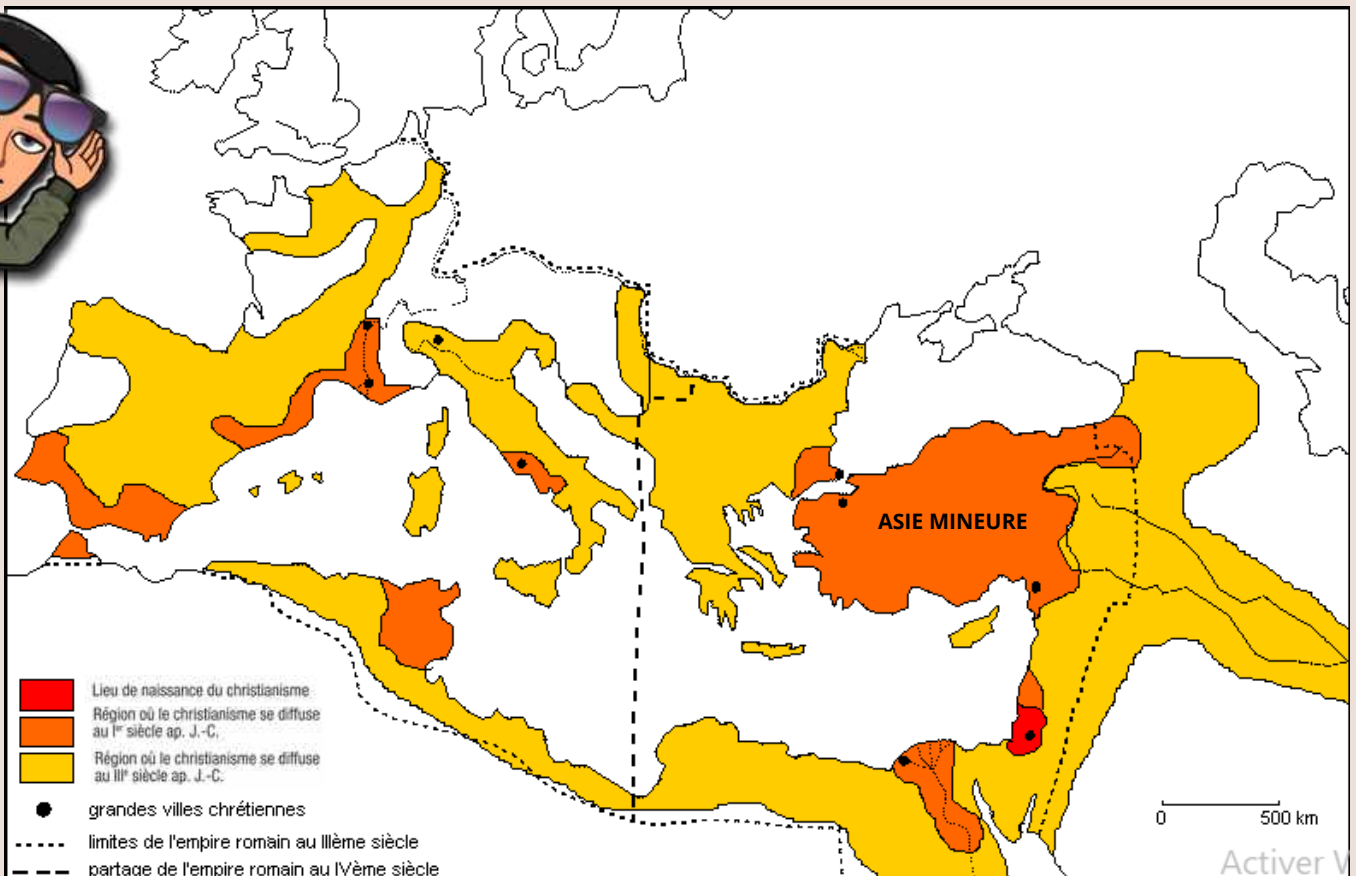 ASIE MINEURE
Lieu de naissance du christianisme
Région où le christianisme se diffuse
au Iᵉʳ siècle ap. J.-C.
Région où le christianisme se diffuse
au IIIᵉ siècle ap. J.-C.
grandes villes chrétiennes
limites de l'empire romain au IIIème siècle
partage de l'empire romain au IVème siècle
0 500 km
Activer